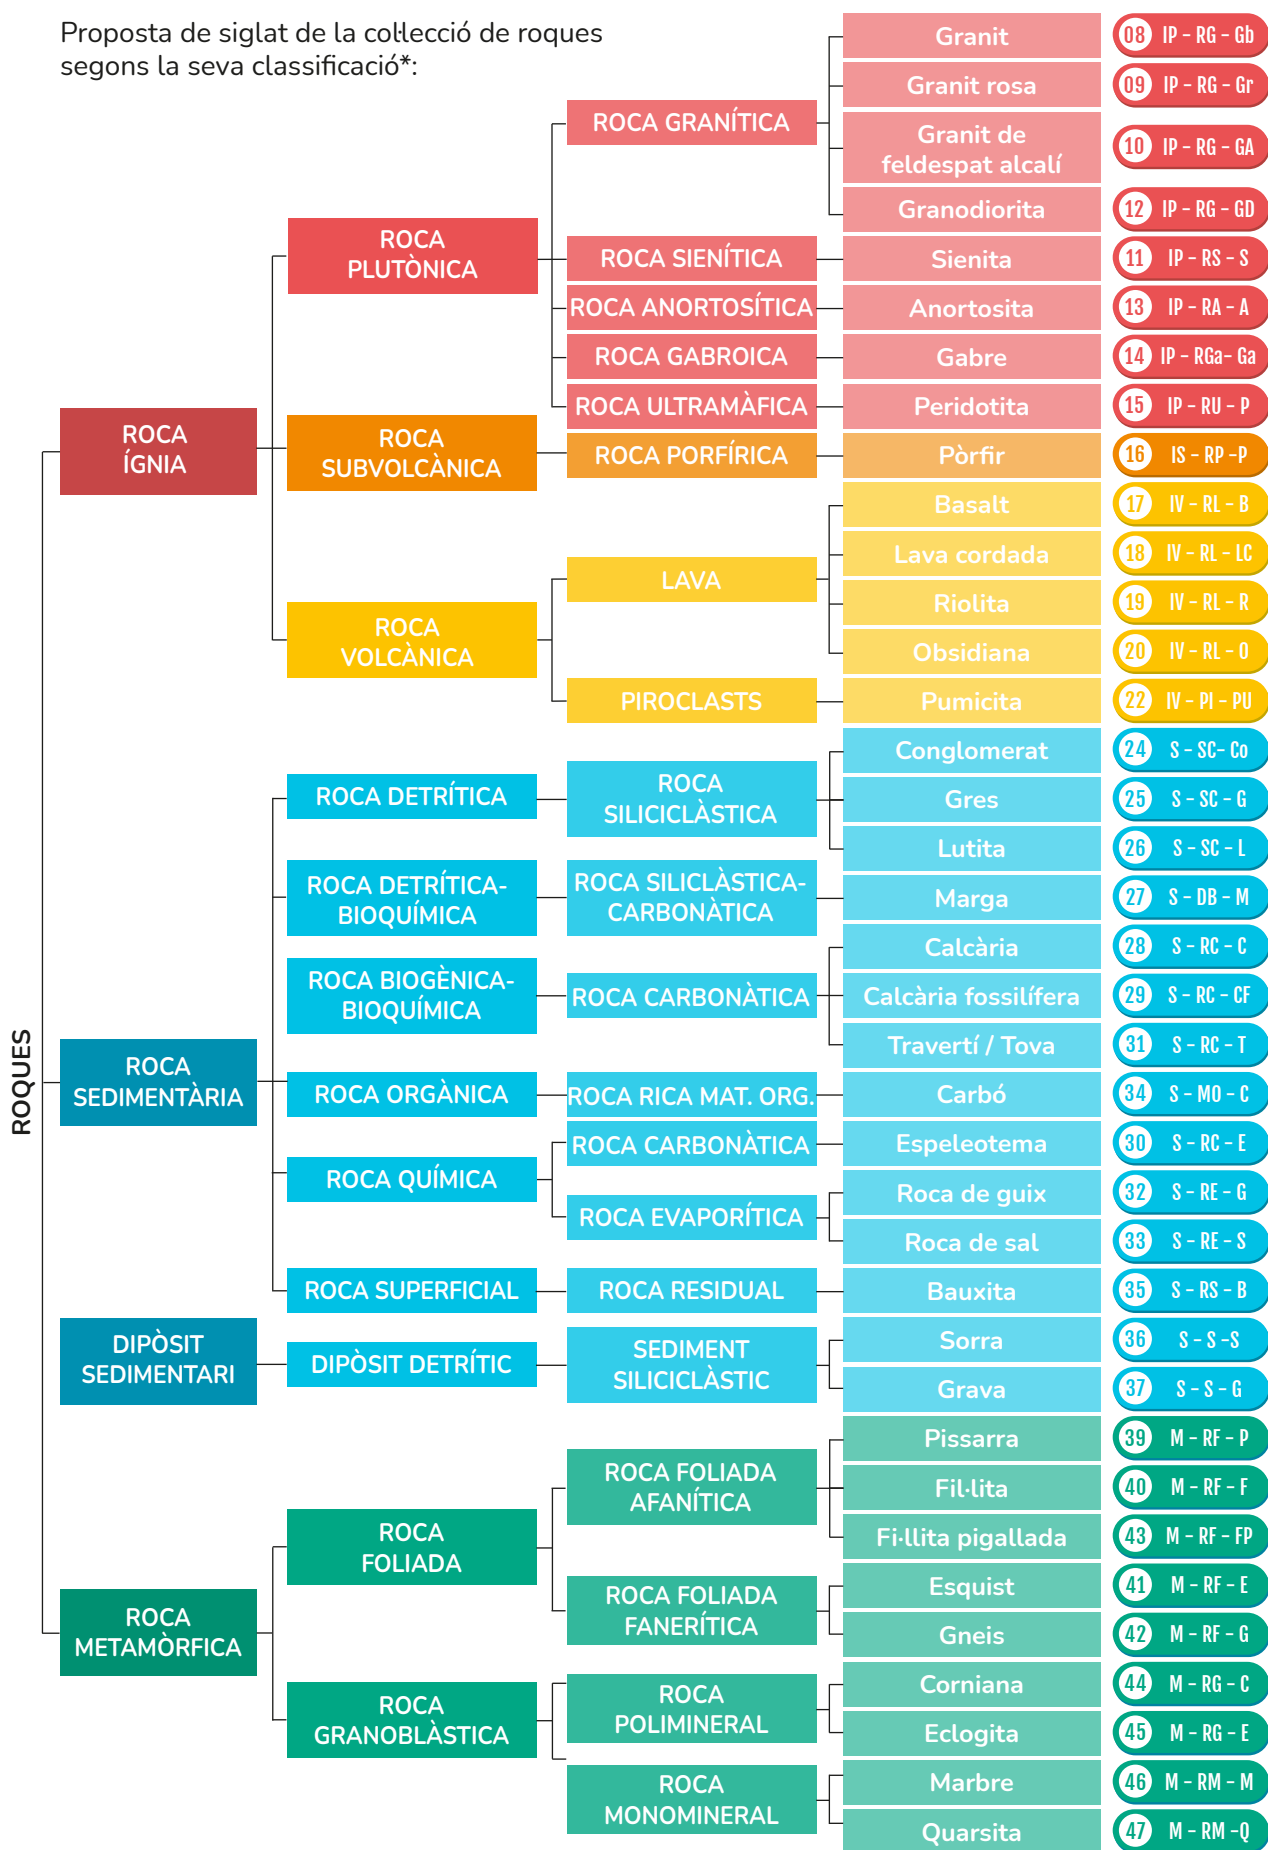 Proposta de siglat de la col·lecció de roques
segons la seva classificació*:
ROQUES
ROCA
ÍGNIA
ROCA
PLUTÒNICA
ROCA GRANÍTICA
Granit
08 IP - RG - Gb
Granit rosa
09 IP - RG - Gr
Granit de
feldespat alcalí
10 IP - RG - GA
Granodiorita
12 IP - RG - GD
ROCA SIENÍTICA
Sienita
11 IP - RS - S
ROCA ANORTOSÍTICA
Anortosita
13 IP - RA - A
ROCA GABROICA
Gabre
14 IP - RGa- Ga
ROCA ULTRAMÀFICA
Peridotita
15 IP - RU - P
ROCA
SUBVOLCÀNICA
ROCA PORFÍRICA
Pòrfir
16 IS - RP -P
ROCA
VOLCÀNICA
LAVA
Basalt
17 IV - RL - B
Lava cordada
18 IV - RL - LC
Riolita
19 IV - RL - R
Obsidiana
20 IV - RL - O
PIROCLASTS
Pumicita
22 IV - PI - PU
ROCA
SEDIMENTÀRIA
ROCA DETRÍTICA
ROCA
SILICICLÀSTICA
Conglomerat
24 S - SC- Co
Gres
25 S - SC - G
Lutita
26 S - SC - L
ROCA DETRÍTICA-
BIOQUÍMICA
ROCA SILICLÀSTICA-
CARBONÀTICA
Marga
27 S - DB - M
ROCA BIOGÈNICA-
BIOQUÍMICA
ROCA CARBONÀTICA
Calcària
28 S - RC - C
Calcària fossilífera
29 S - RC - CF
Travertí / Tova
31 S - RC - T
ROCA ORGÀNICA
ROCA RICA MAT. ORG.
Carbó
34 S - MO - C
ROCA QUÍMICA
ROCA CARBONÀTICA
Espeleotema
30 S - RC - E
ROCA EVAPORÍTICA
Roca de guix
32 S - RE - G
Roca de sal
33 S - RE - S
ROCA SUPERFICIAL
ROCA RESIDUAL
Bauxita
35 S - RS - B
DIPÒSIT
SEDIMENTARI
DIPÒSIT DETRÍTIC
SEDIMENT
SILICICLÀSTIC
Sorra
36 S - S -S
Grava
37 S - S - G
ROCA
METAMÒRFICA
ROCA
FOLIADA
ROCA FOLIADA
AFANÍTICA
Pissarra
39 M - RF - P
Fil·lita
40 M - RF - F
Fi·llita pigallada
43 M - RF - FP
ROCA FOLIADA
FANERÍTICA
Esquist
41 M - RF - E
Gneis
42 M - RF - G
ROCA
GRANOBLÀSTICA
ROCA
POLIMINERAL
Corniana
44 M - RG - C
Eclogita
45 M - RG - E
ROCA
MONOMINERAL
Marbre
46 M - RM - M
Quarsita
47 M - RM -Q